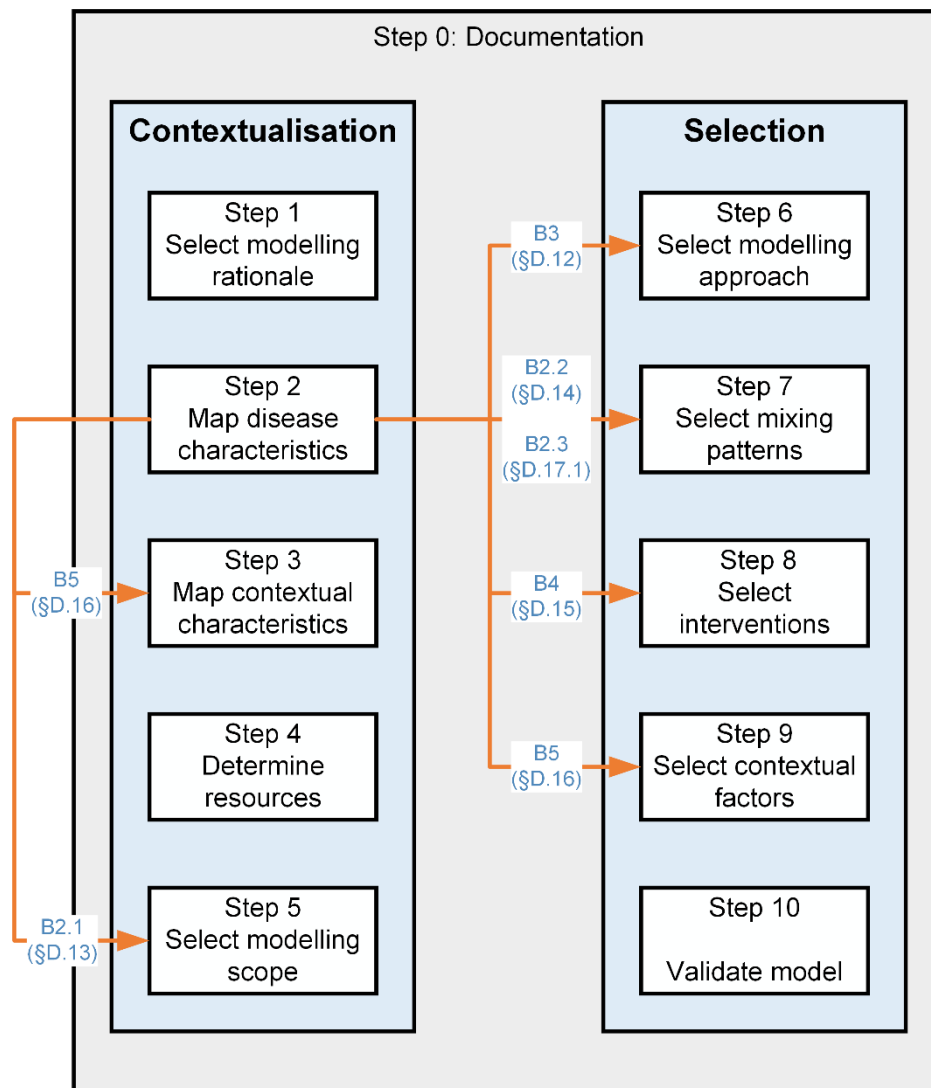 Step 0: Documentation
Contextualisation
Step 1
Select modelling
rationale
Step 2
Map disease
characteristics
B5
(§D.16)
Step 3
Map contextual
characteristics
Step 4
Determine
resources
B2.1
(§D.13)
Step 5
Select modelling
scope
B3
(§D.12)
B2.2
(§D.14)
B2.3
(§D.17.1)
B4
(§D.15)
B5
(§D.16)
Selection
Step 6
Select modelling
approach
Step 7
Select mixing
patterns
Step 8
Select
interventions
Step 9
Select contextual
factors
Step 10
Validate model